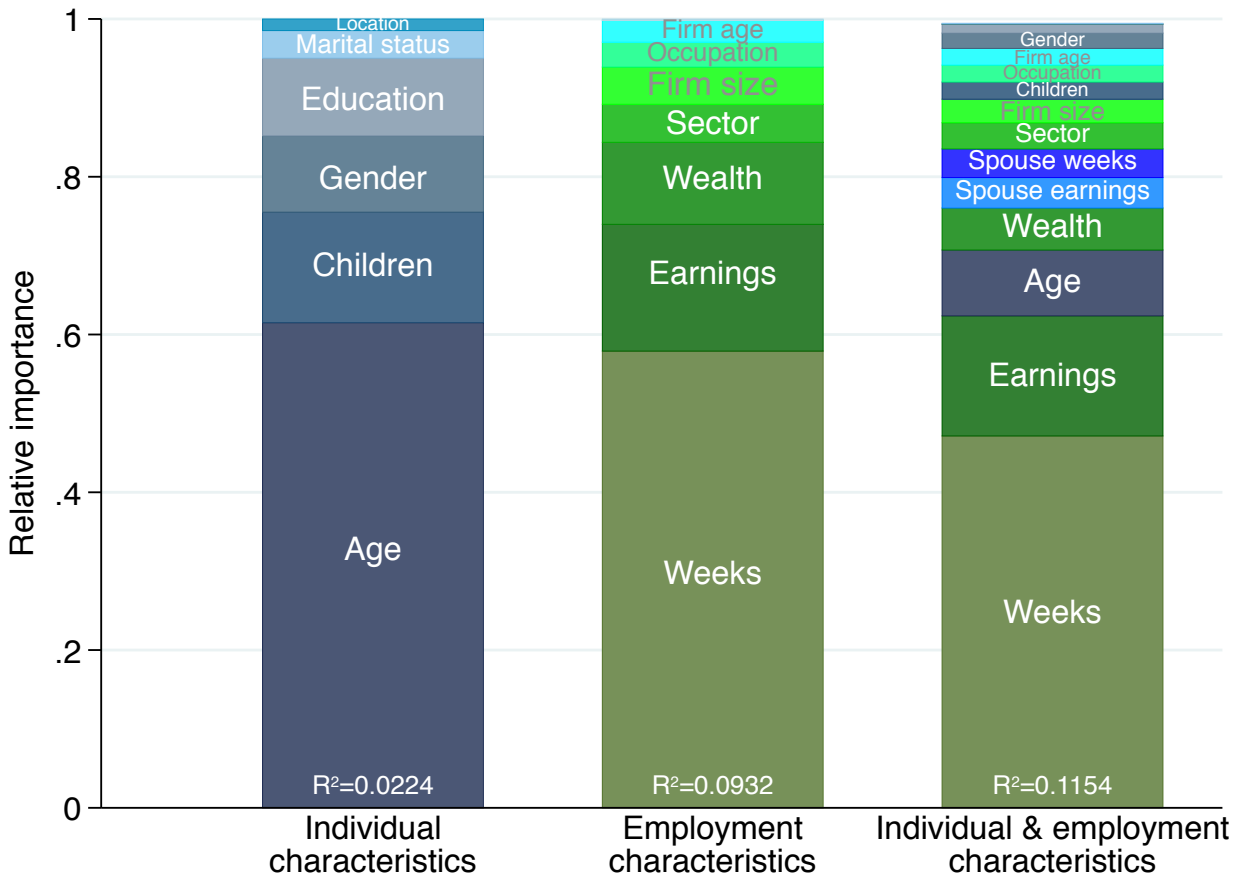 Relative importance
1
.8
.6
.4
.2
0
Location
Marital status
Education
Gender
Children
Age
R²=0.0224
Individual
characteristics
Firm age
Occupation
Firm size
Sector
Wealth
Earnings
Weeks
R²=0.0932
Employment
characteristics
Gender
Firm age
Occupation
Children
Firm size
Sector
Spouse weeks
Spouse earnings
Wealth
Age
Earnings
Weeks
R²=0.1154
Individual & employment
characteristics